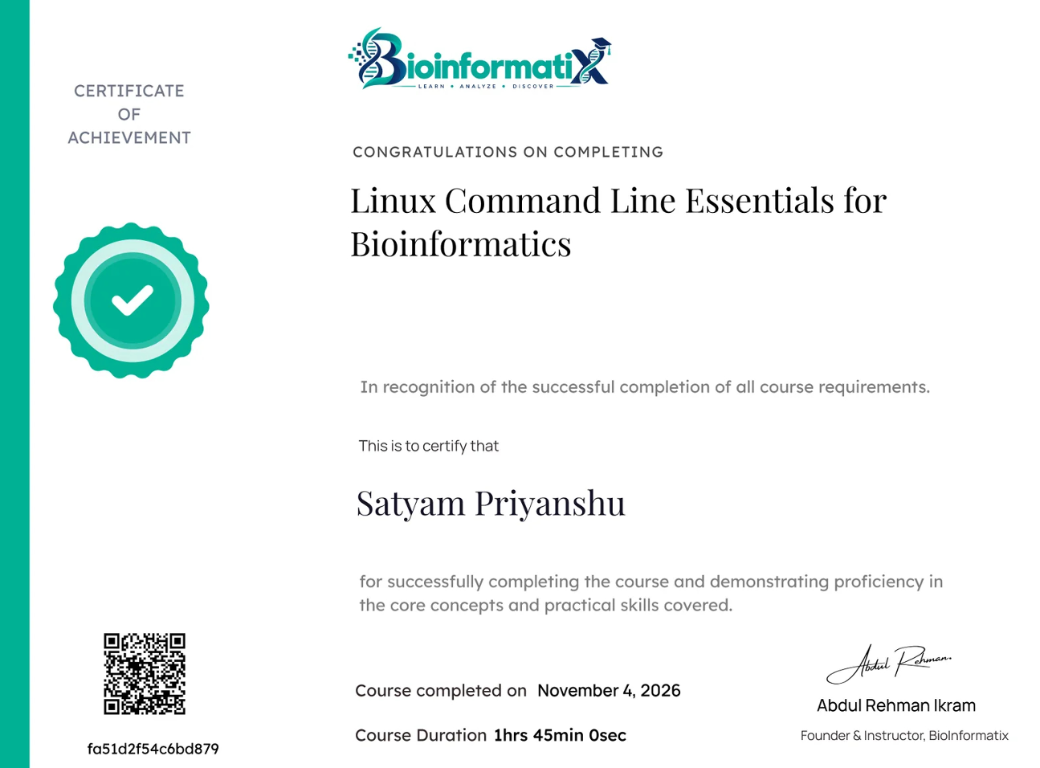 BioinformatiX
LEARN • ANALYZE • DISCOVER
CERTIFICATE
OF
ACHIEVEMENT
CONGRATULATIONS ON COMPLETING
Linux Command Line Essentials for
Bioinformatics
In recognition of the successful completion of all course requirements.
This is to certify that
Satyam Priyanshu
for successfully completing the course and demonstrating proficiency in
the core concepts and practical skills covered.
Abdul Rehman
Course completed on November 4, 2026
Abdul Rehman Ikram
Course Duration 1hrs 45min 0sec
Founder & Instructor, BioInformatix
fa51d2f54c6bd879